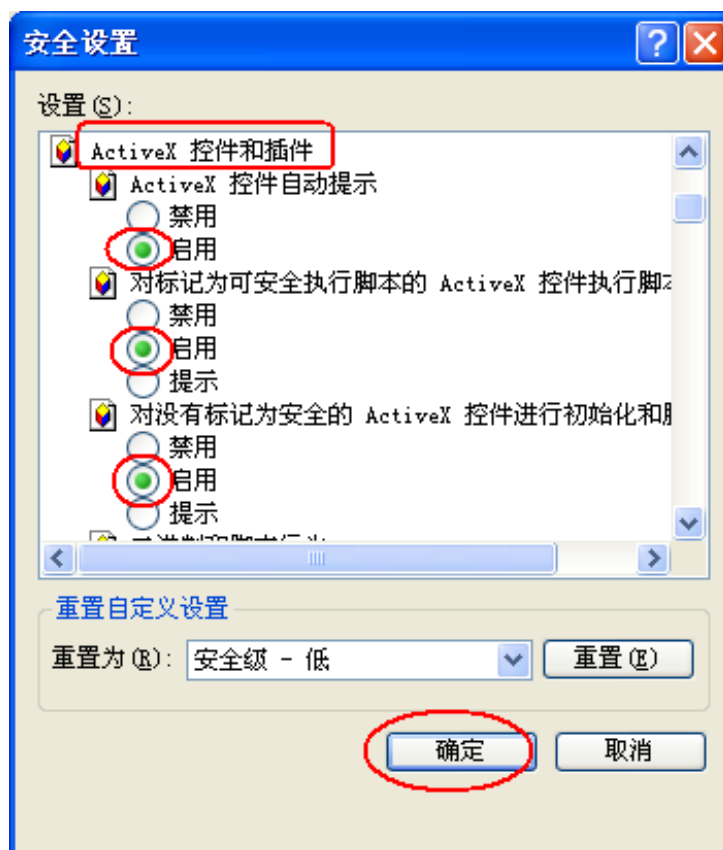 安全设置
设置(S):
ActiveX 控件和插件
ActiveX 控件自动提示
禁用
启用
对标记为可安全执行脚本的 ActiveX 控件执行脚
禁用
启用
提示
对没有标记为安全的 ActiveX 控件进行初始化和
禁用
启用
提示
重置自定义设置
重置为(R): 安全级 - 低 重置(E)
确定 取消